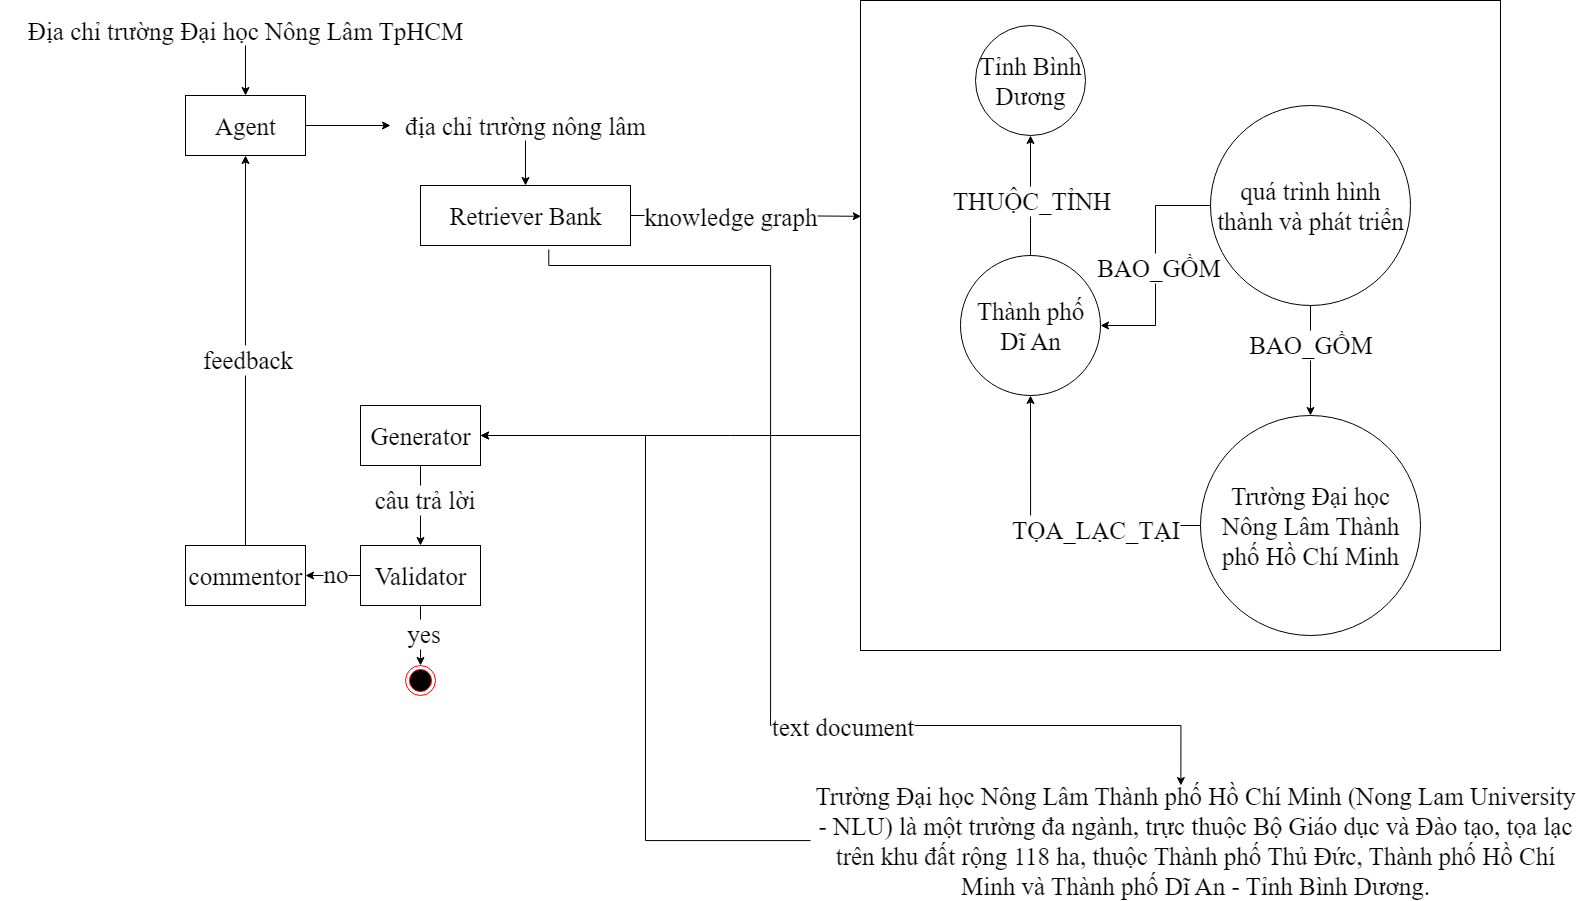 Địa chỉ trường Đại học Nông Lâm TpHCM
Agent
địa chỉ trường nông lâm
Retriever Bank
knowledge graph
Tỉnh Bình
Dương
THUỘC_TỈNH
quá trình hình
thành và phát triển
BAO_GỒM
Thành phố
Dĩ An
BAO_GỒM
TỌA_LẠC_TẠI
Trường Đại học
Nông Lâm Thành
phố Hồ Chí Minh
feedback
Generator
câu trả lời
commentor
no
Validator
yes
text document
Trường Đại học Nông Lâm Thành phố Hồ Chí Minh (Nong Lam University
- NLU) là một trường đa ngành, trực thuộc Bộ Giáo dục và Đào tạo, tọa lạc
trên khu đất rộng 118 ha, thuộc Thành phố Thủ Đức, Thành phố Hồ Chí
Minh và Thành phố Dĩ An - Tỉnh Bình Dương.